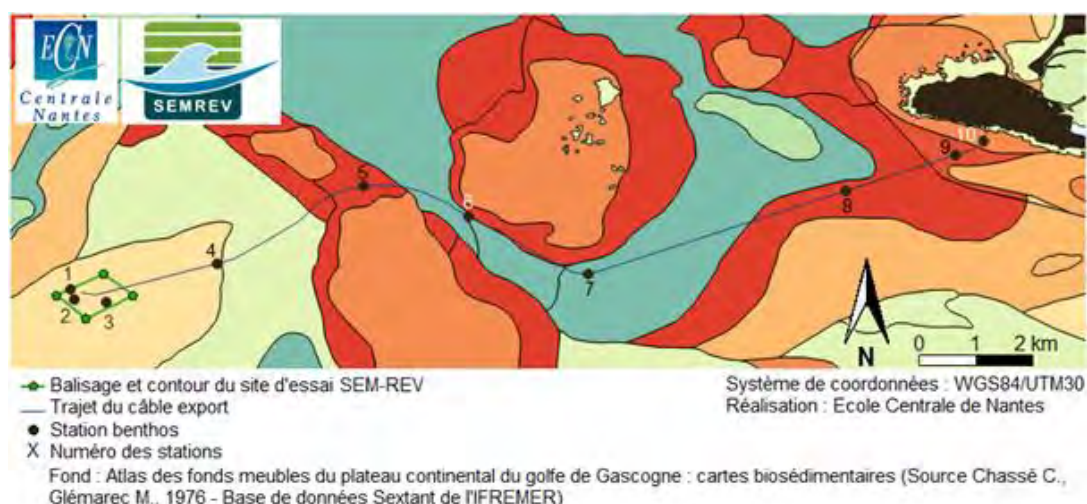 ECN
Centrale
Nantes
SEMREV
1
2
3
4
5
6
7
8
9
10
N
0 1 2 km
Balisage et contour du site d'essai SEM-REV
Trajet du câble export
Station benthos
X Numéro des stations
Système de coordonnées : WGS84/UTM30
Réalisation : Ecole Centrale de Nantes
Fond : Atlas des fonds meubles du plateau continental du golfe de Gascogne : cartes biosédimentaires (Source Chassé C.,
Glémarec M., 1976 - Base de données Sextant de l'IFREMER)